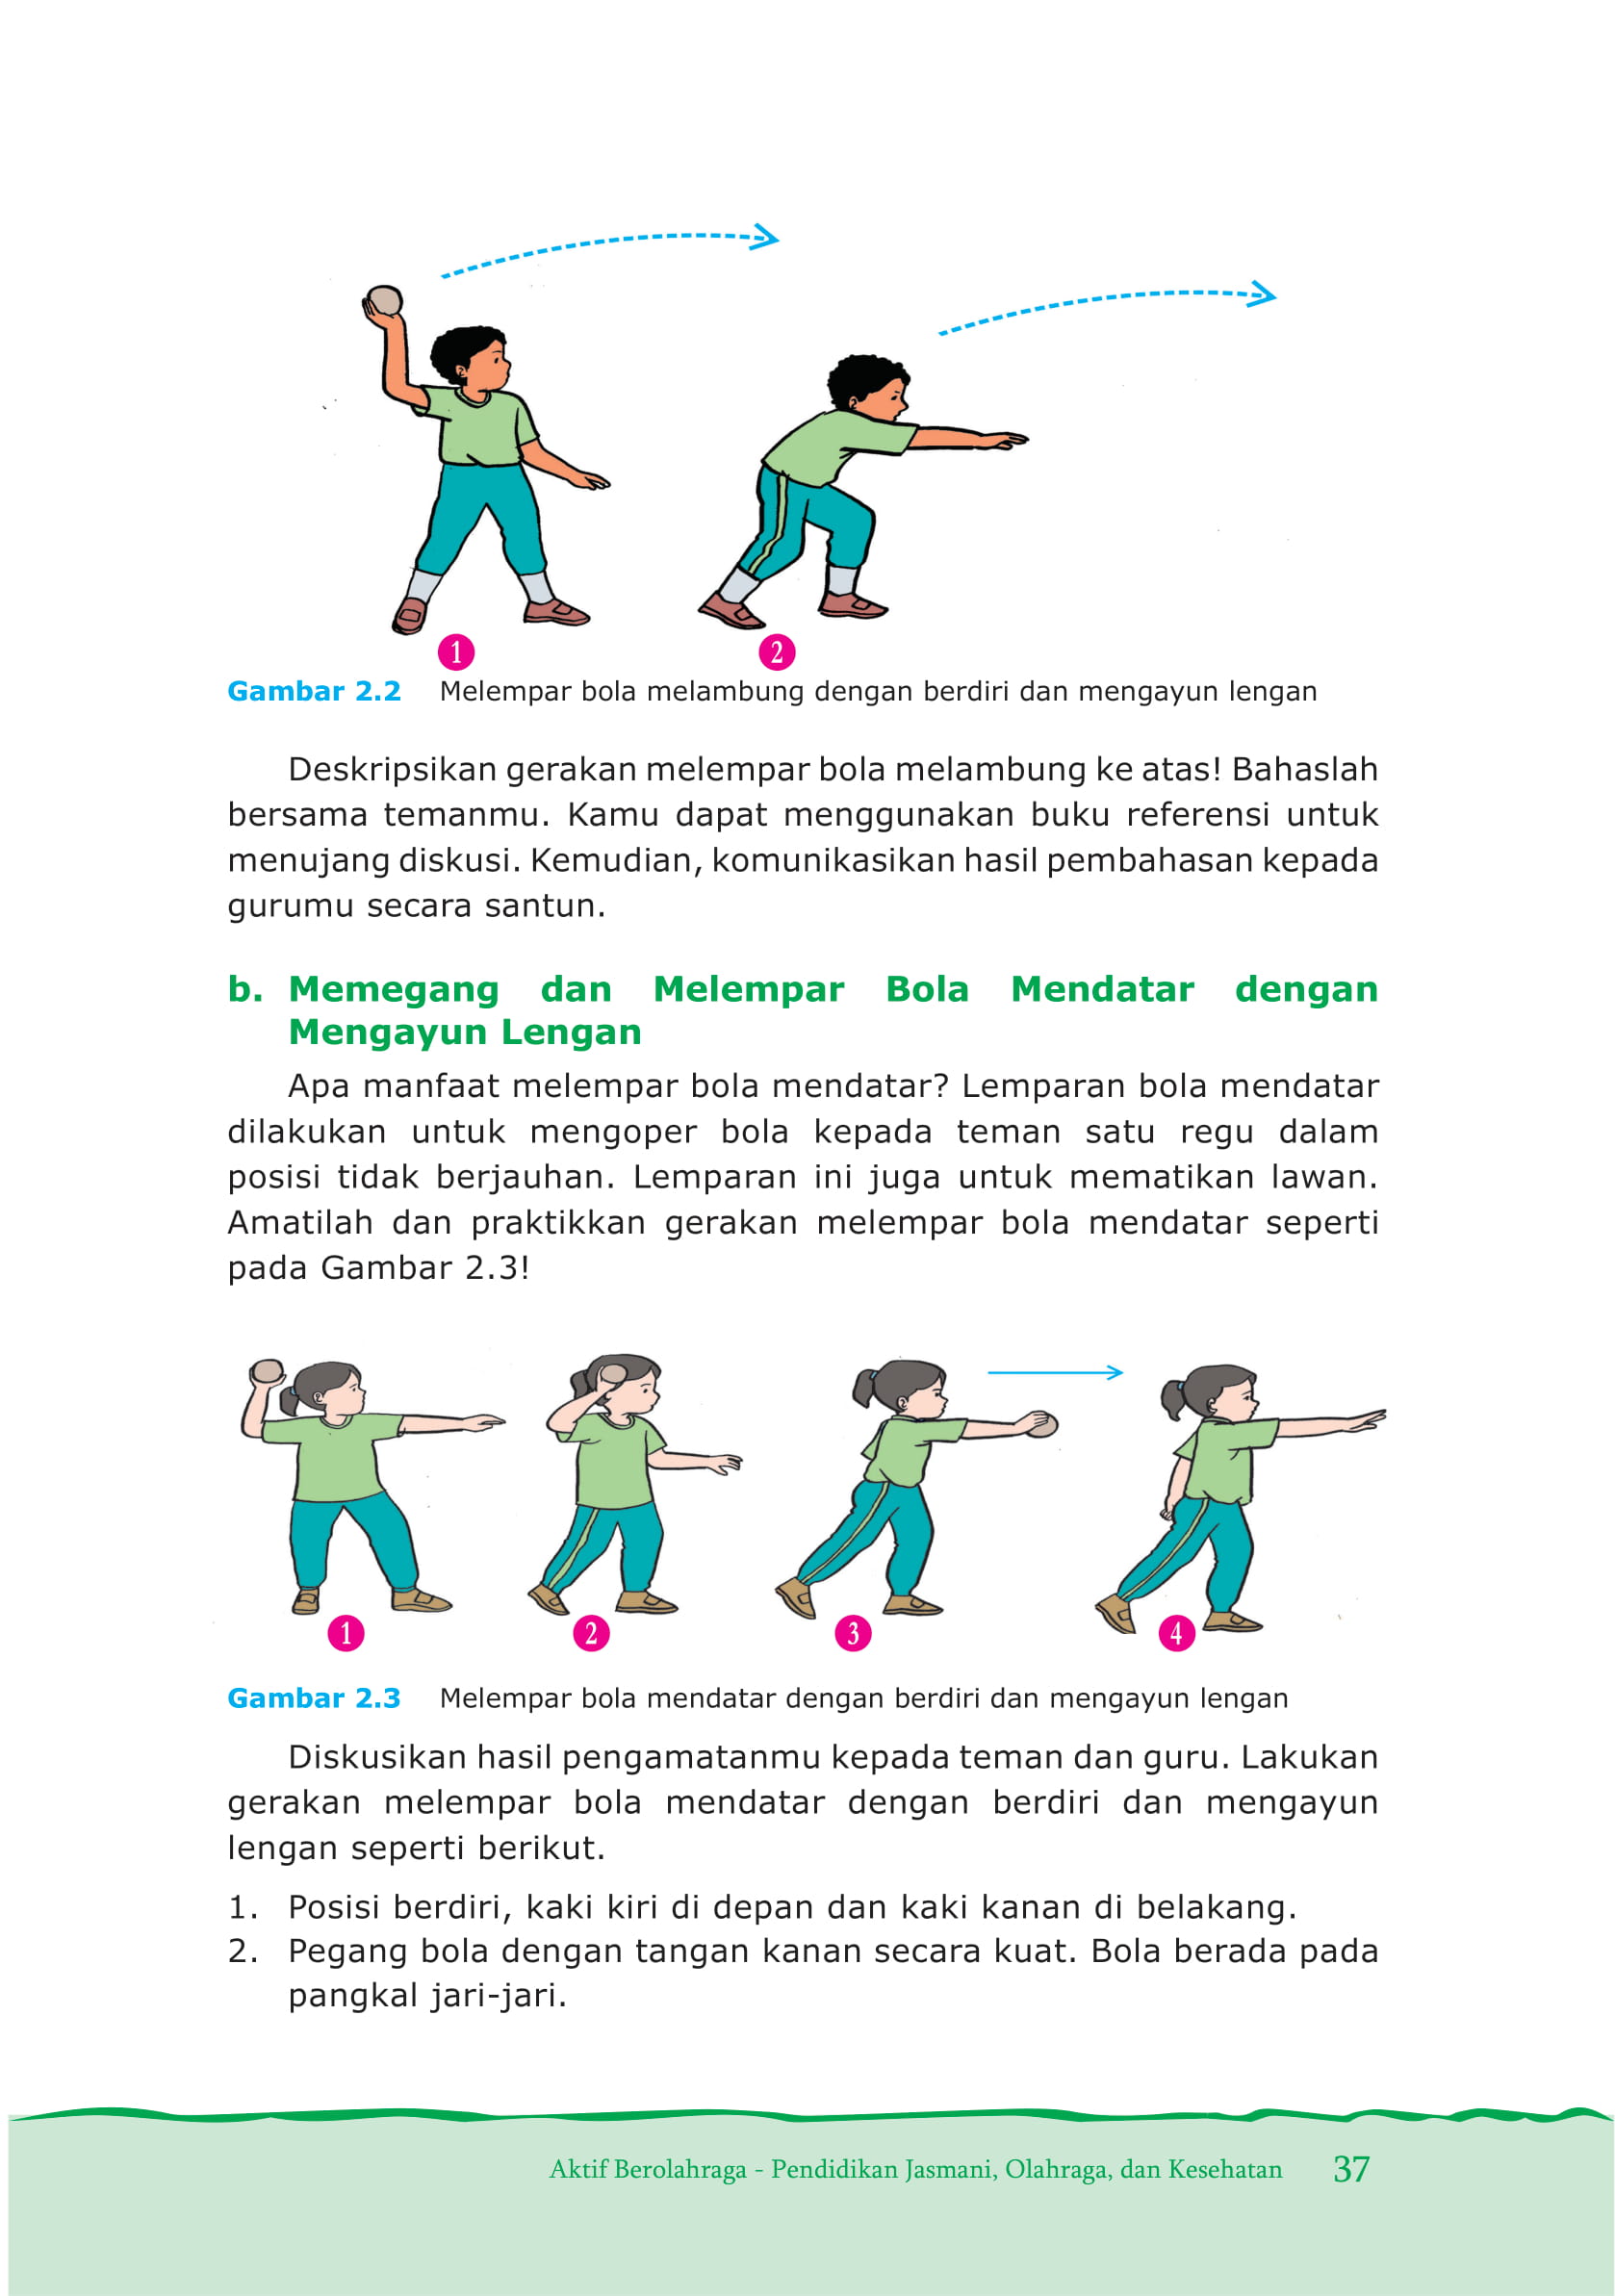 1
2
Gambar 2.2 Melempar bola melambung dengan berdiri dan mengayun lengan
Deskripsikan gerakan melempar bola melambung ke atas! Bahaslah
bersama temanmu. Kamu dapat menggunakan buku referensi untuk
menujang diskusi. Kemudian, komunikasikan hasil pembahasan kepada
gurumu secara santun.
b. Memegang dan Melempar Bola Mendatar dengan
Mengayun Lengan
Apa manfaat melempar bola mendatar? Lemparan bola mendatar
dilakukan untuk mengoper bola kepada teman satu regu dalam
posisi tidak berjauhan. Lemparan ini juga untuk mematikan lawan.
Amatilah dan praktikkan gerakan melempar bola mendatar seperti
pada Gambar 2.3!
1
2
3
4
Gambar 2.3 Melempar bola mendatar dengan berdiri dan mengayun lengan
Diskusikan hasil pengamatanmu kepada teman dan guru. Lakukan
gerakan melempar bola mendatar dengan berdiri dan mengayun
lengan seperti berikut.
1. Posisi berdiri, kaki kiri di depan dan kaki kanan di belakang.
2. Pegang bola dengan tangan kanan secara kuat. Bola berada pada
pangkal jari-jari.
Aktif Berolahraga - Pendidikan Jasmani, Olahraga, dan Kesehatan 37